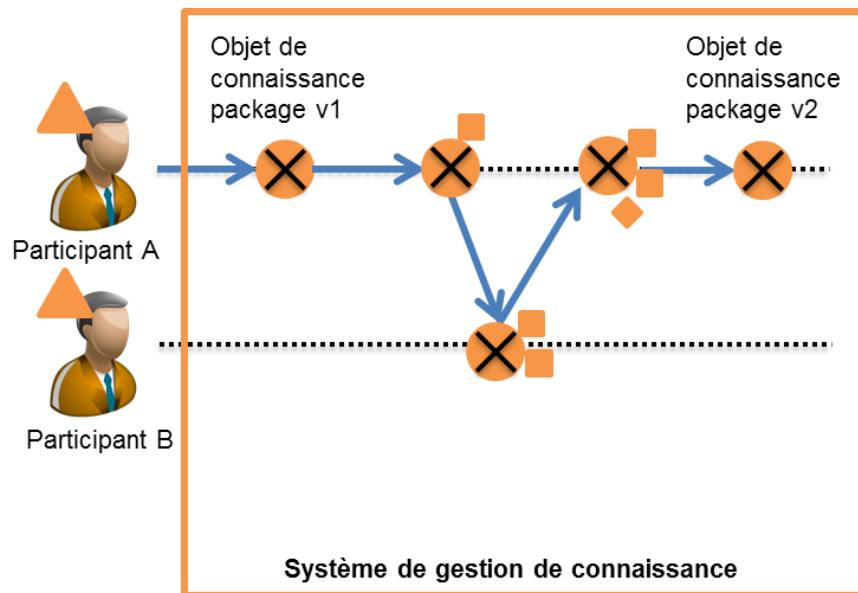 Objet de
connaissance
package v1
Objet de
connaissance
package v2
Participant A
Participant B
Système de gestion de connaissance